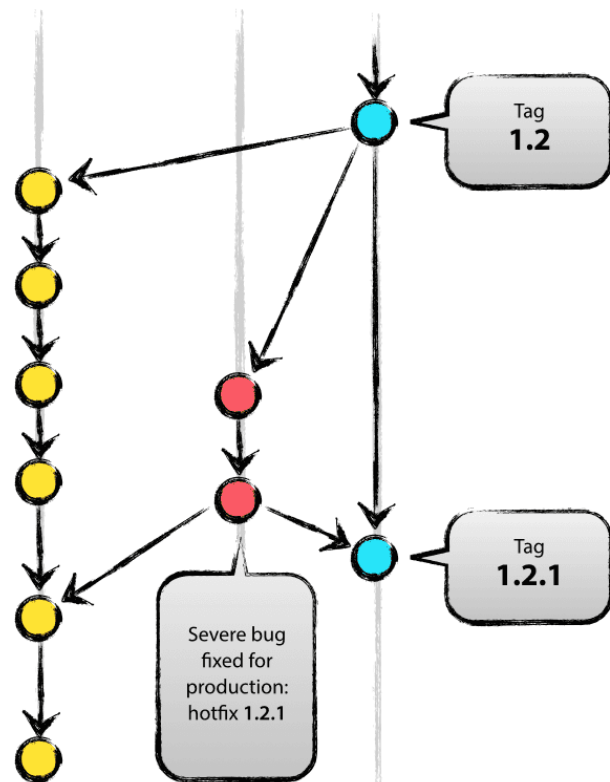 Tag
1.2
Tag
1.2.1
Severe bug
fixed for
production:
hotfix 1.2.1